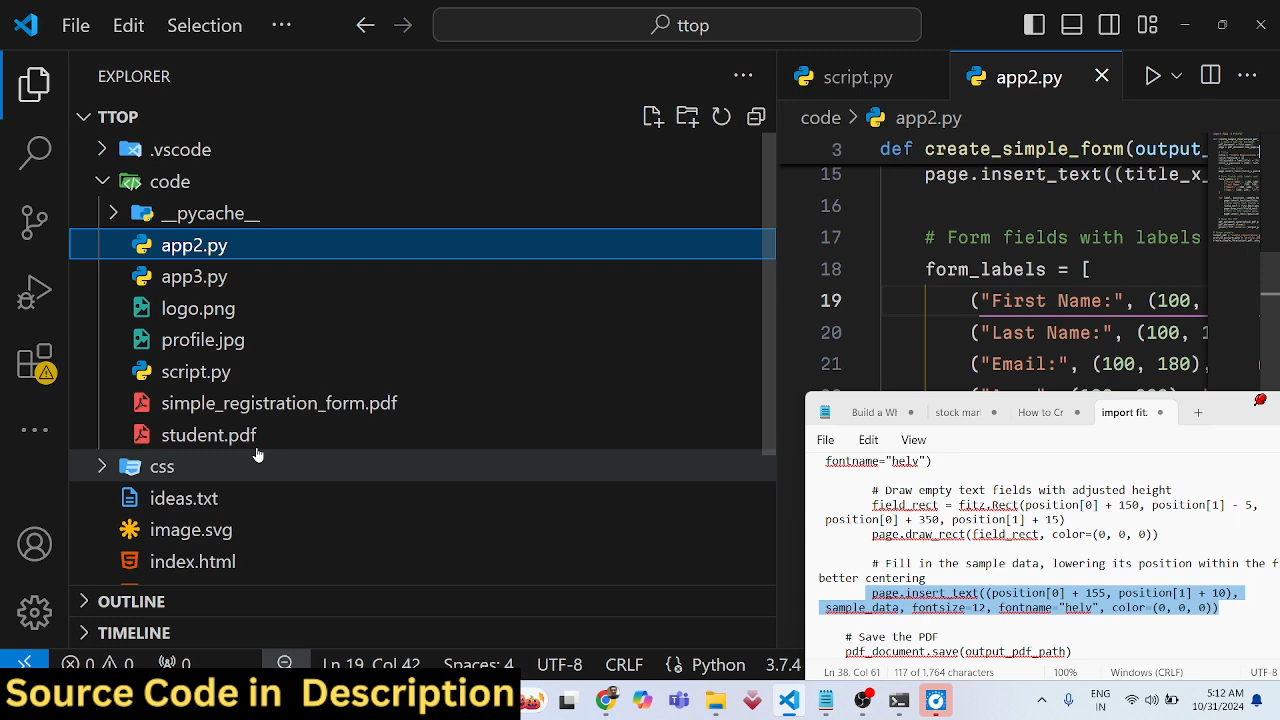 File Edit Selection ··· ttop
EXPLORER ···
TTOP
.vscode
code
__pycache__
app2.py
app3.py
logo.png
profile.jpg
script.py
simple_registration_form.pdf
student.pdf
css
ideas.txt
image.svg
index.html
OUTLINE
TIMELINE
script.py app2.py ···
code > app2.py
3 def create_simple_form(output_
15 page.insert_text((title_x_
16
17 # Form fields with labels
18 form_labels = [
19 ("First Name:", (100,
20 ("Last Name:", (100, 1
21 ("Email:", (100, 180),
Build a Wh stock marl How to Cr import fit.
File Edit View
fontname="helv")
# Draw empty text fields with adjusted height
field_rect = fitz.Rect(position[0] + 150, position[1] - 5,
position[0] + 350, position[1] + 15)
page.draw_rect(field_rect, color=(0, 0, 0))
# Fill in the sample data, lowering its position within the f
better centering
page.insert_text((position[0] + 155, position[1] + 10),
sample_data, fontsize=12, fontname="helv", color=(0, 0, 0))
# Save the PDF
pdf_document.save(output_pdf_path)
Ln 38, Col 61 117 of 1,764 characters 100% Windows (CRLF) UTF-8
0 0 0 Ln 19, Col 42 Spaces: 4 UTF-8 CRLF Python 3.7.4
Source Code in Description
ENG
IN
5:12 AM
10/31/2024